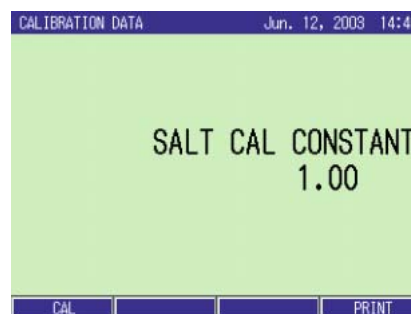 CALIBRATION DATA Jun. 12, 2003 14:4
SALT CAL CONSTANT
1.00
CAL PRINT